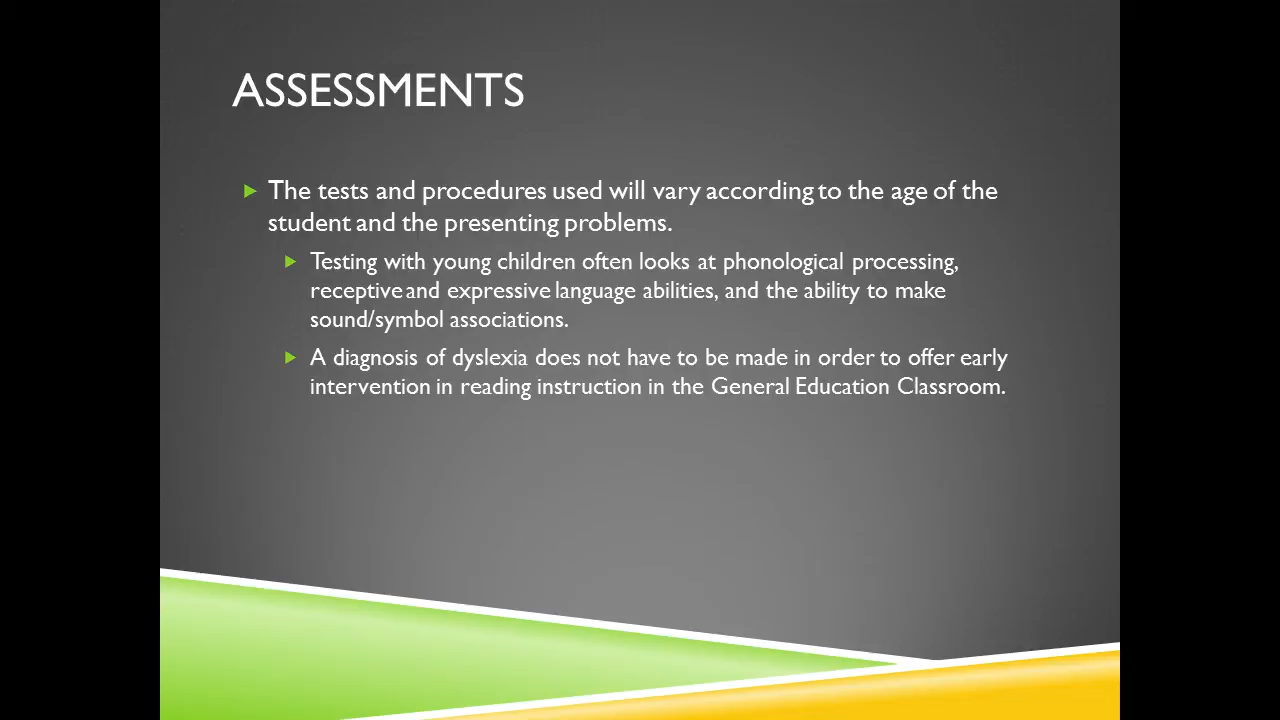 ASSESSMENTS
The tests and procedures used will vary according to the age of the
student and the presenting problems.
Testing with young children often looks at phonological processing,
receptive and expressive language abilities, and the ability to make
sound/symbol associations.
A diagnosis of dyslexia does not have to be made in order to offer early
intervention in reading instruction in the General Education Classroom.